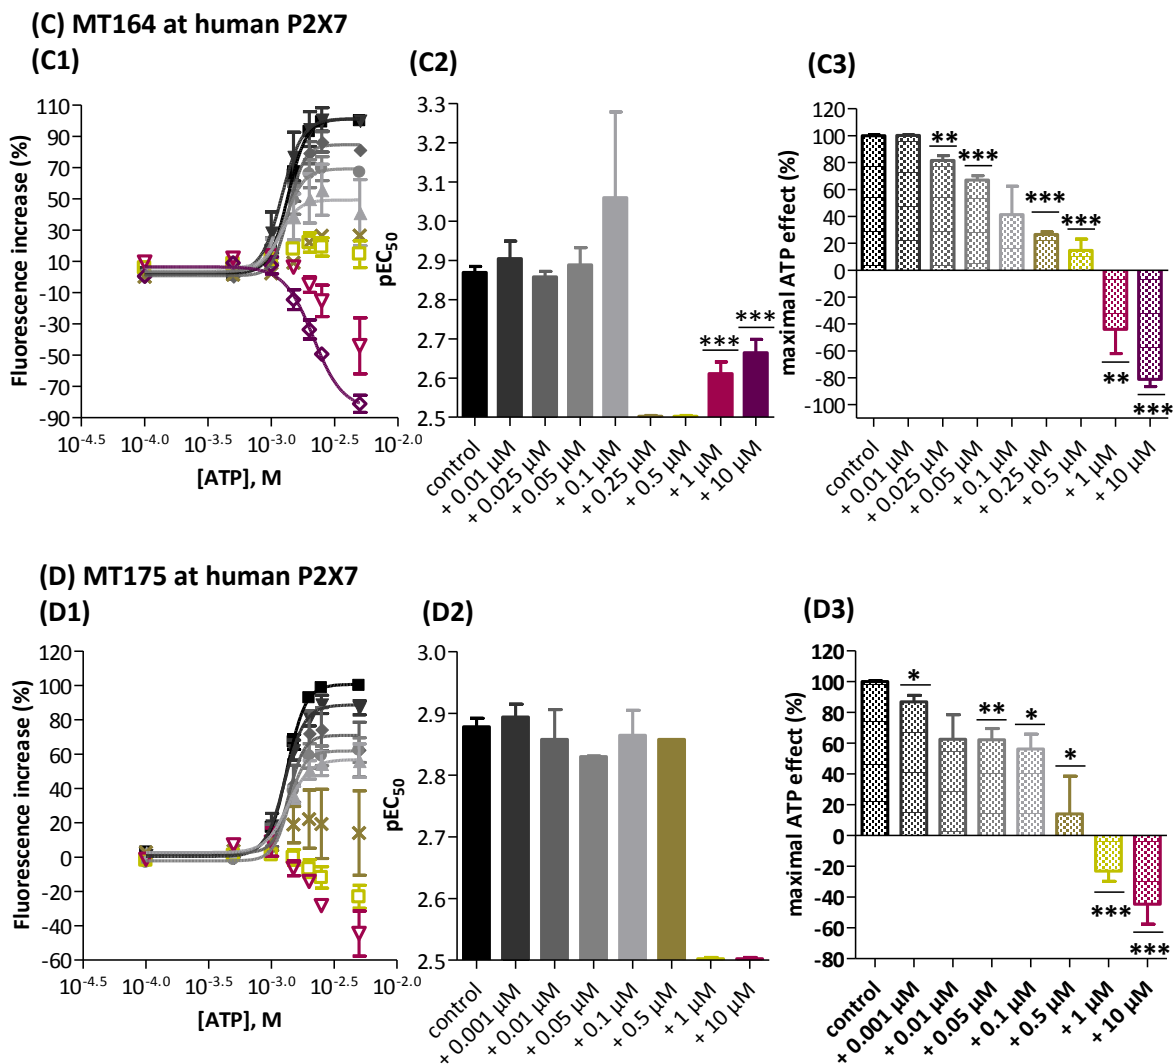 (C) MT164 at human P2X7
(C1)
(C2)
(C3)
110
90
70
50
30
10
-10
-30
-50
-70
-90
Fluorescence increase (%)
10-4.5 10-4.0 10-3.5 10-3.0 10-2.5 10-2.0
[ATP], M
3.3
3.2
3.1
3.0
2.9
2.8
2.7
2.6
2.5
pEC50
*** ***
control
+ 0.01 µM
+ 0.025 µM
+ 0.05 µM
+ 0.1 µM
+ 0.25 µM
+ 0.5 µM
+ 1 µM
+ 10 µM
120
100
80
60
40
20
0
-20
-40
-60
-80
-100
maximal ATP effect (%)
** *** *** *** ** ***
control
+ 0.01 µM
+ 0.025 µM
+ 0.05 µM
+ 0.1 µM
+ 0.25 µM
+ 0.5 µM
+ 1 µM
+ 10 µM
(D) MT175 at human P2X7
(D1)
(D2)
(D3)
120
100
80
60
40
20
0
-20
-40
-60
Fluorescence increase (%)
10-4.5 10-4.0 10-3.5 10-3.0 10-2.5 10-2.0
[ATP], M
3.0
2.9
2.8
2.7
2.6
2.5
pEC50
control
+ 0.001 µM
+ 0.01 µM
+ 0.05 µM
+ 0.1 µM
+ 0.5 µM
+ 1 µM
+ 10 µM
120
100
80
60
40
20
0
-20
-40
-60
-80
maximal ATP effect (%)
* ** * * *** ***
control
+ 0.001 µM
+ 0.01 µM
+ 0.05 µM
+ 0.1 µM
+ 0.5 µM
+ 1 µM
+ 10 µM